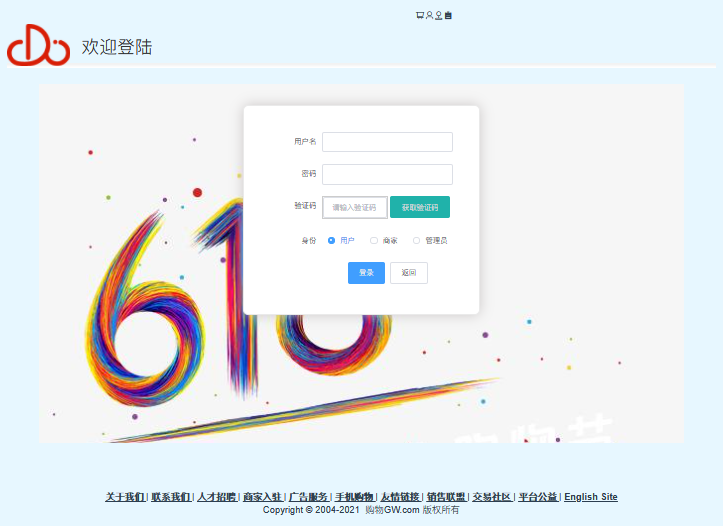 欢迎登陆
用户名
密码
验证码 请输入验证码 获取验证码
身份 用户 商家 管理员
登录 返回
618
购物节
关于我们 | 联系我们 | 人才招聘 | 商家入驻 | 广告服务 | 手机购物 | 友情链接 | 销售联盟 | 交易社区 | 平台公益 | English Site
Copyright © 2004-2021 购物GW.com 版权所有